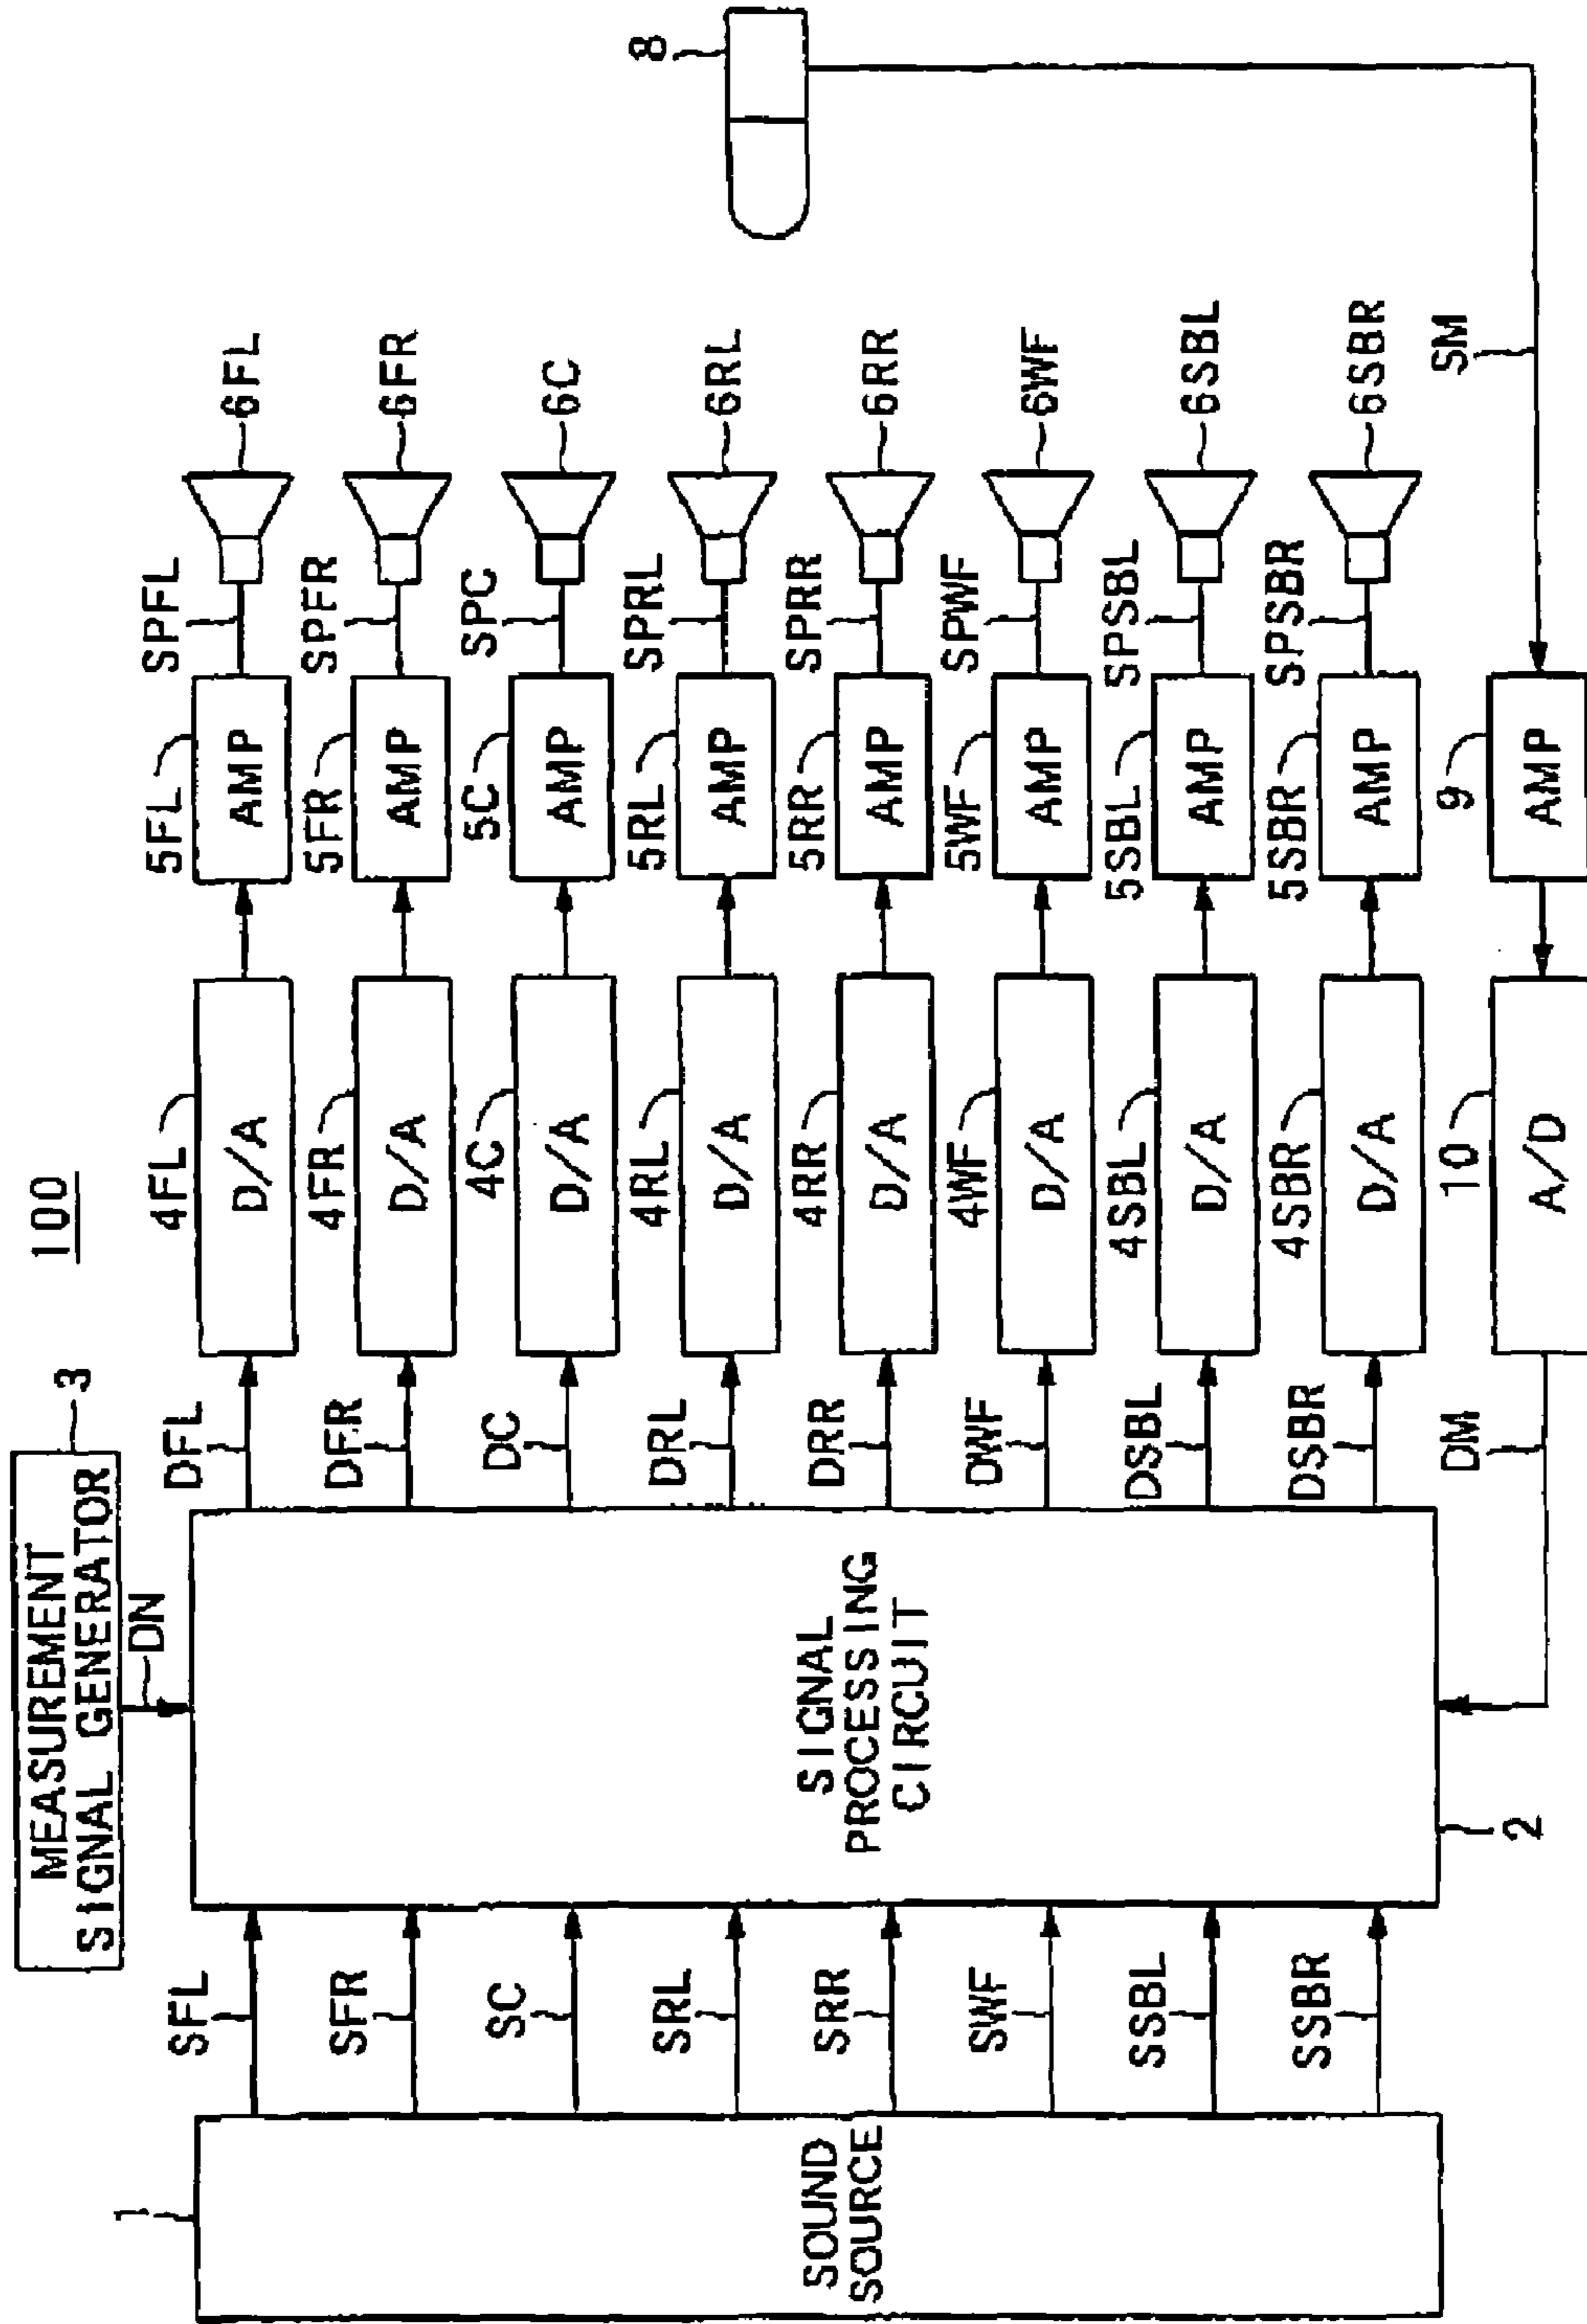 100
MEASUREMENT
SIGNAL GENERATOR
3
DN
1
SOUND
SOURCE
SIGNAL
PROCESSING
CIRCUIT
2
SFL
DFL
4FL
D/A
5FL
AMP
SPFL
6FL
SFR
DFR
4FR
D/A
5FR
AMP
SPFR
6FR
SC
DC
4C
D/A
5C
AMP
SPC
6C
SRL
DRL
4RL
D/A
5RL
AMP
SPRL
6RL
SRR
DRR
4RR
D/A
5RR
AMP
SPRR
6RR
SWF
DWF
4WF
D/A
5WF
AMP
SPWF
6WF
SSBL
DSBL
4SBL
D/A
5SBL
AMP
SPSBL
6SBL
SSBR
DSBR
4SBR
D/A
5SBR
AMP
SPSBR
6SBR
DM
10
A/D
9
AMP
SM
8